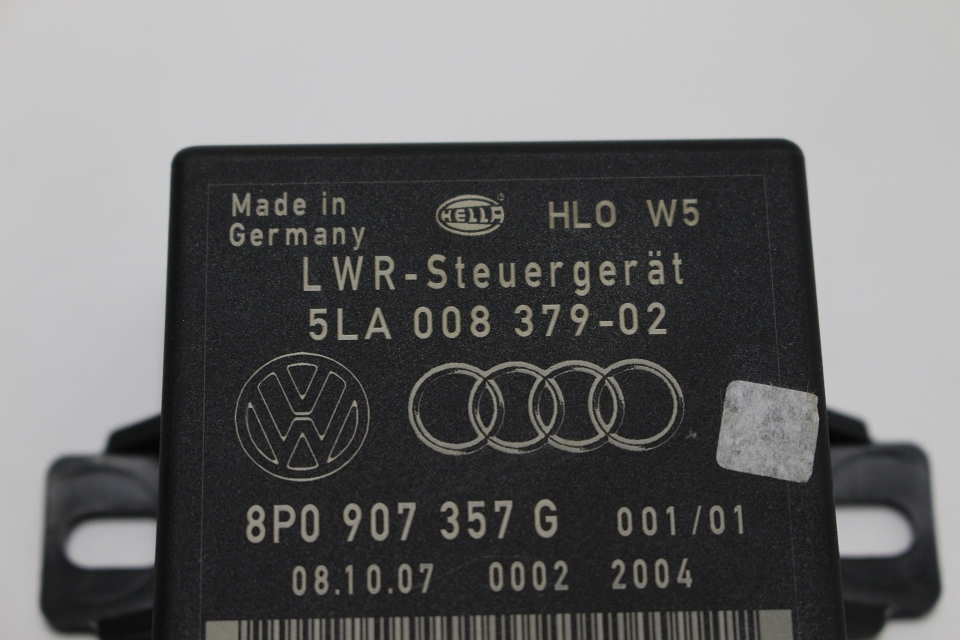 Made in
Germany
HELLA® HLO W5
LWR-Steuergerät
5LA 008 379-02
8P0 907 357 G 001/01
08.10.07 0002 2004